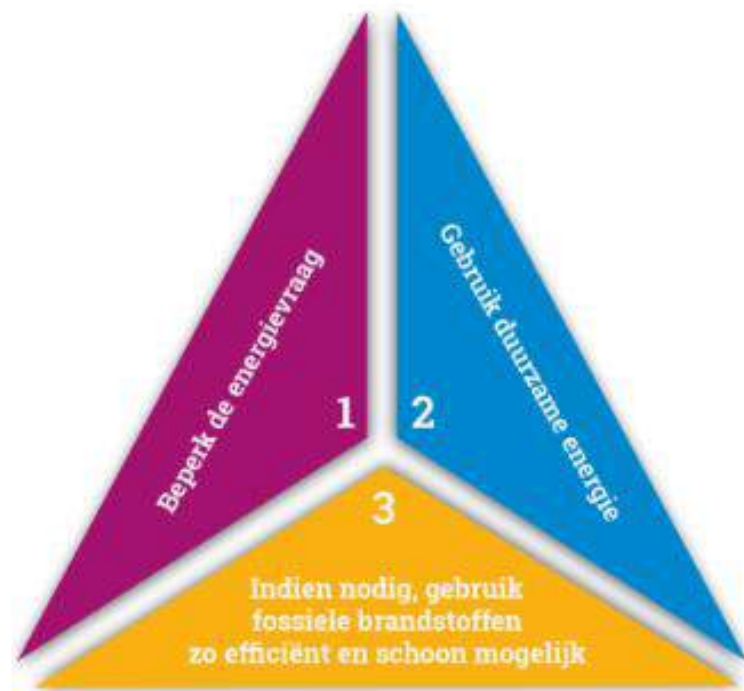 Beperk de energievraag
1
Gebruik duurzame energie
2
3
Indien nodig, gebruik
fossiele brandstoffen
zo efficiënt en schoon mogelijk